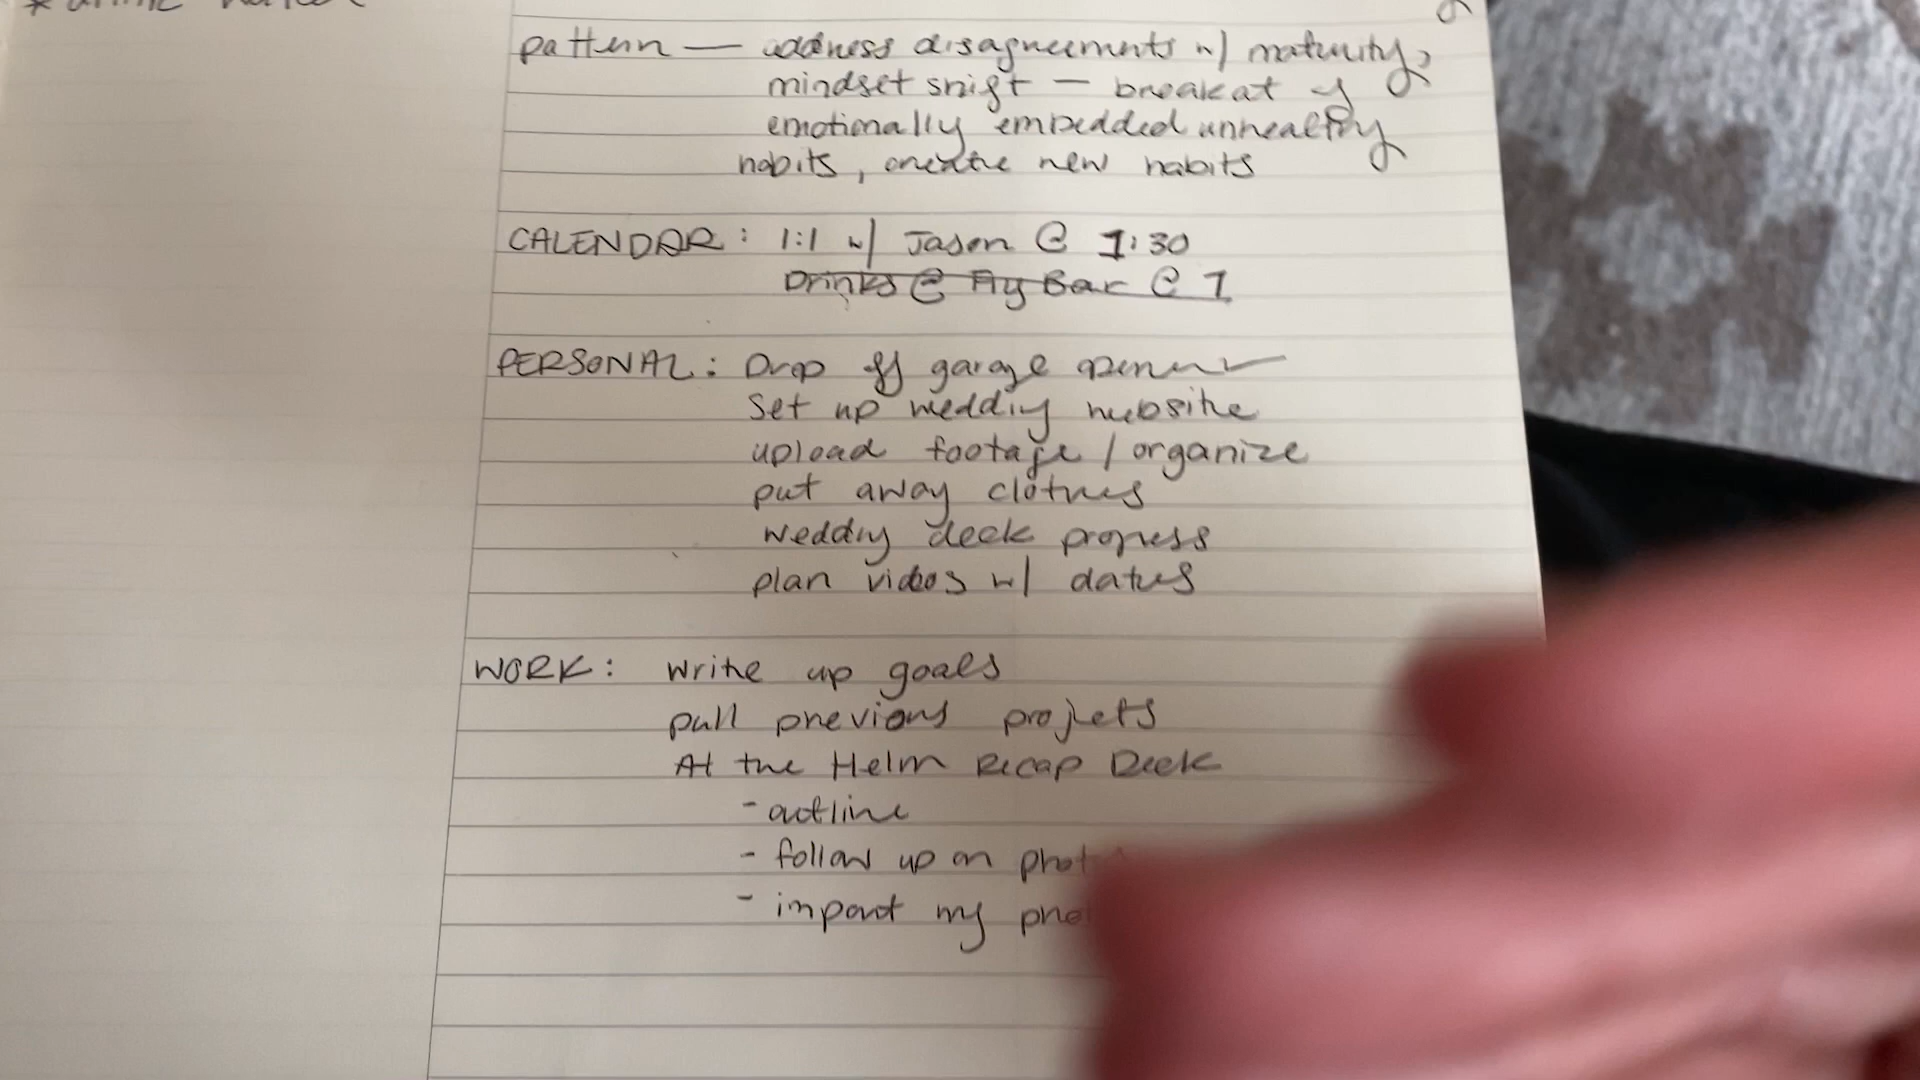 pattern — address disagreements w/ maturity,
mindset shift — break out of
emotionally embedded unhealthy
habits, create new habits
CALENDAR: 1:1 w/ Jason @ 1:30
Drinks @ Fly Bar @ 7
PERSONAL: Drop off garage opener
Set up wedding website
upload footage / organize
put away clothes
wedding deck progress
plan videos w/ dates
WORK: write up goals
pull previous projects
At the Helm Recap Deck
- outline
- follow up on
- import my